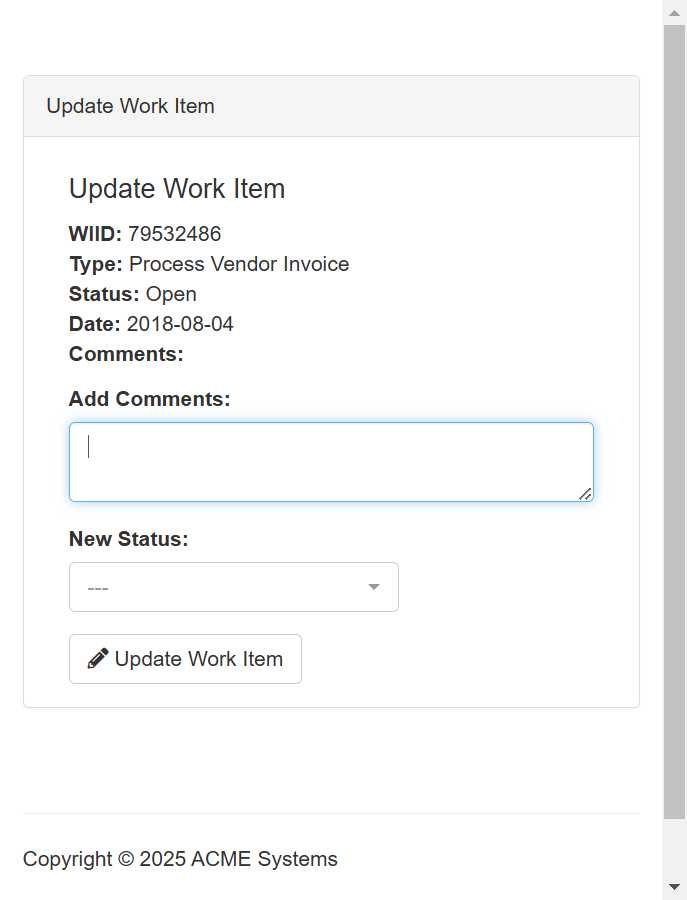 Update Work Item
Update Work Item
WIID: 79532486
Type: Process Vendor Invoice
Status: Open
Date: 2018-08-04
Comments:
Add Comments:
New Status:
---
Update Work Item
Copyright © 2025 ACME Systems